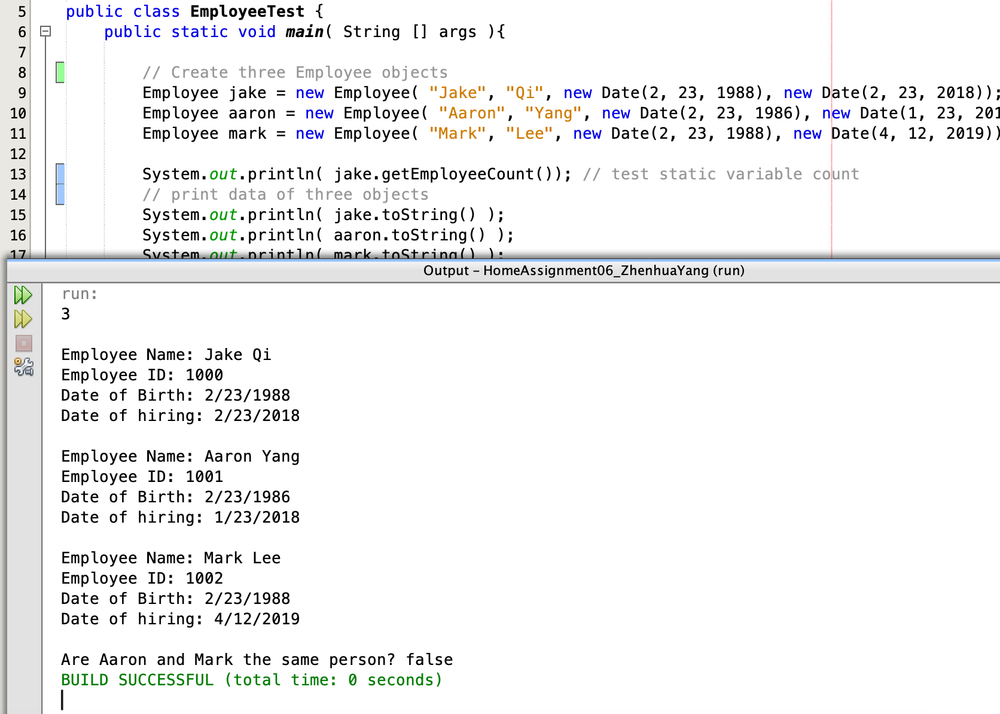 5 public class EmployeeTest {
6 public static void main( String [] args ){
7
8 // Create three Employee objects
9 Employee jake = new Employee( "Jake", "Qi", new Date(2, 23, 1988), new Date(2, 23, 2018));
10 Employee aaron = new Employee( "Aaron", "Yang", new Date(2, 23, 1986), new Date(1, 23, 201
11 Employee mark = new Employee( "Mark", "Lee", new Date(2, 23, 1988), new Date(4, 12, 2019))
12
13 System.out.println( jake.getEmployeeCount()); // test static variable count
14 // print data of three objects
15 System.out.println( jake.toString() );
16 System.out.println( aaron.toString() );
17 System.out.println( mark.toString() );
Output – HomeAssignment06_ZhenhuaYang (run)
run:
3
Employee Name: Jake Qi
Employee ID: 1000
Date of Birth: 2/23/1988
Date of hiring: 2/23/2018
Employee Name: Aaron Yang
Employee ID: 1001
Date of Birth: 2/23/1986
Date of hiring: 1/23/2018
Employee Name: Mark Lee
Employee ID: 1002
Date of Birth: 2/23/1988
Date of hiring: 4/12/2019
Are Aaron and Mark the same person? false
BUILD SUCCESSFUL (total time: 0 seconds)